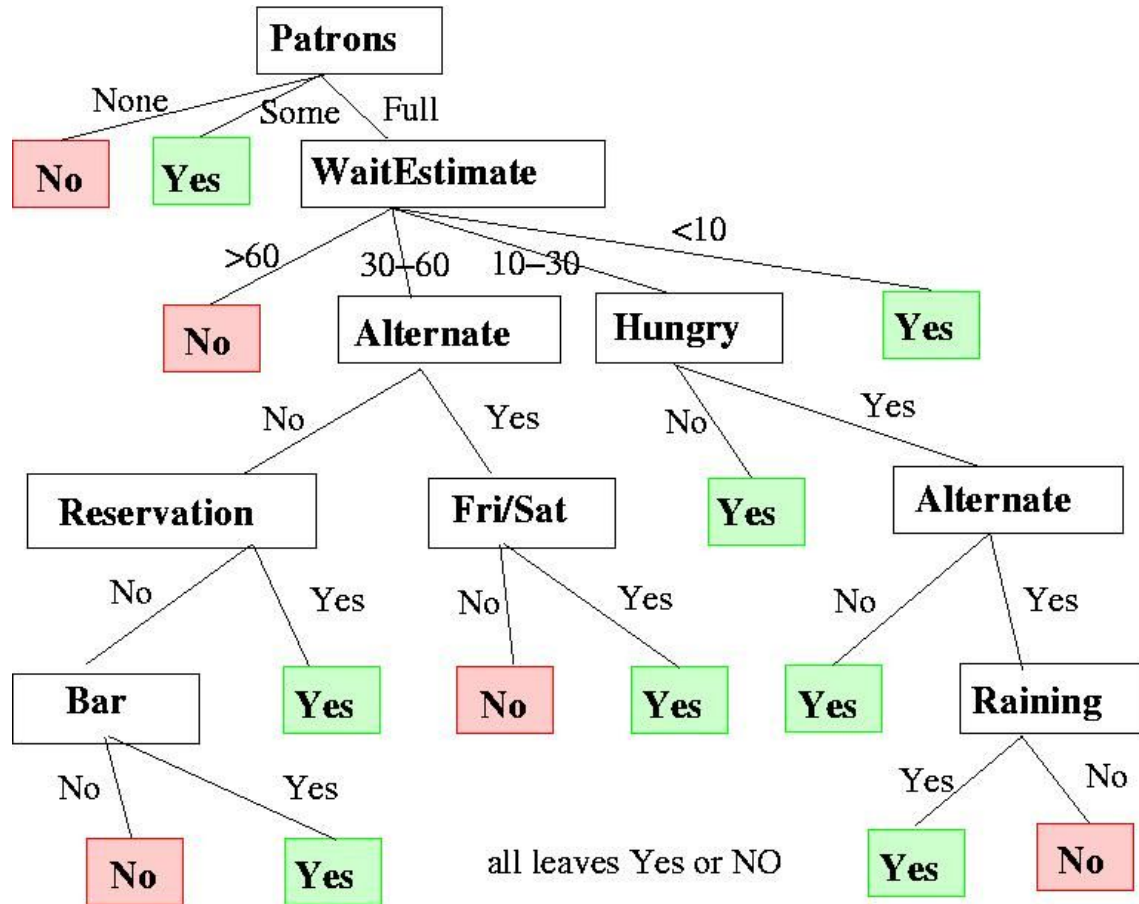 Patrons
None
Some
Full
No
Yes
WaitEstimate
>60
30–60
10–30
<10
No
Alternate
Hungry
Yes
No
Yes
No
Yes
Reservation
Fri/Sat
Yes
Alternate
No
Yes
No
Yes
No
Yes
Bar
Yes
No
Yes
Yes
Raining
No
Yes
Yes
No
No
Yes
all leaves Yes or NO
Yes
No